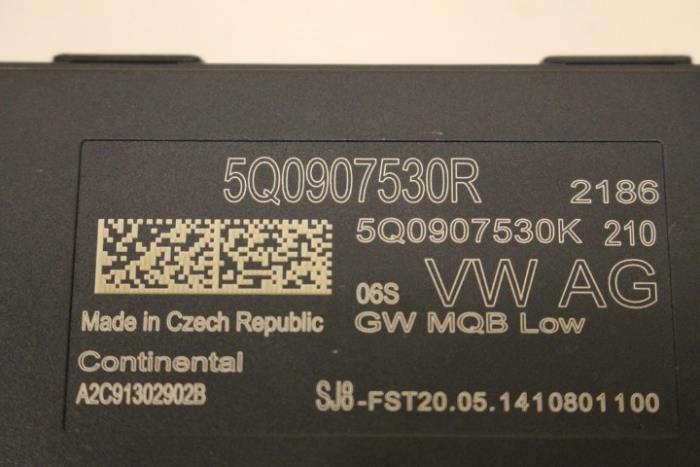 5Q0907530R 2186
5Q0907530K 210
06S VW AG
Made in Czech Republic GW MQB Low
Continental
A2C91302902B SJ8-FST20.05.1410801100